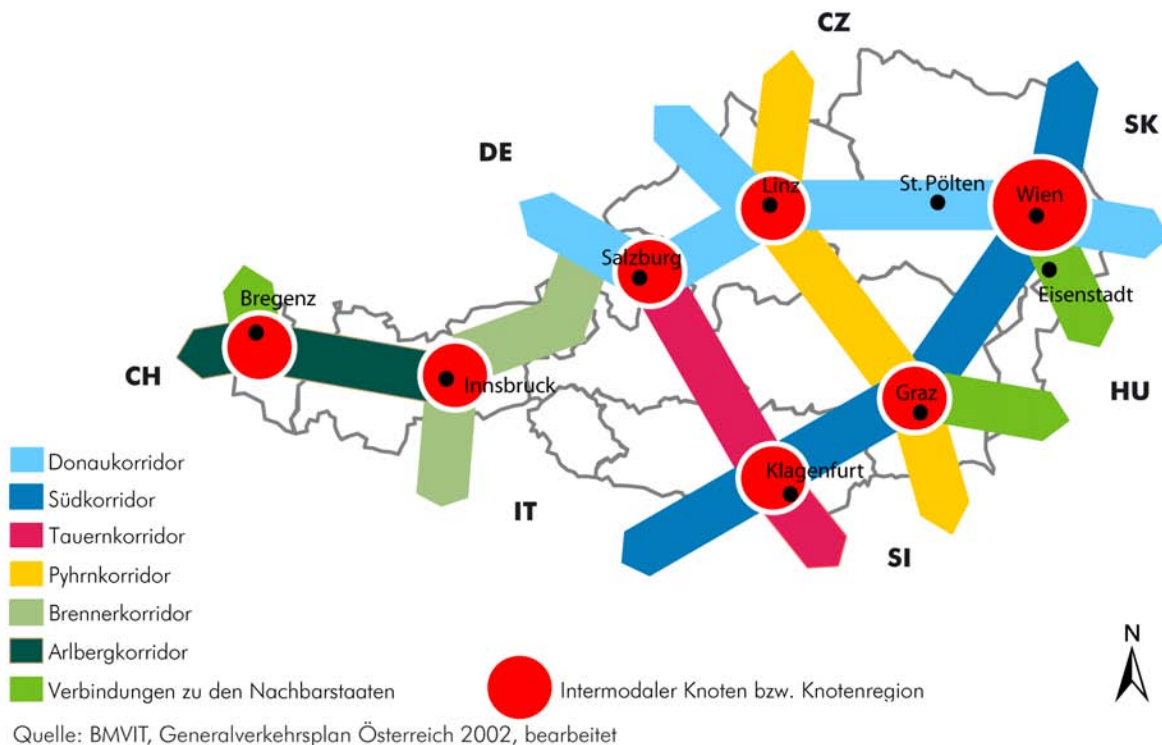 CZ
SK
DE
Linz
St. Pölten
Wien
Salzburg
Eisenstadt
Bregenz
CH
Innsbruck
Graz
HU
Klagenfurt
IT
SI
Donaukorridor
Südkorridor
Tauernkorridor
Pyhrnkorridor
Brennerkorridor
Arlbergkorridor
Verbindungen zu den Nachbarstaaten
Intermodaler Knoten bzw. Knotenregion
N
Quelle: BMVIT, Generalverkehrsplan Österreich 2002, bearbeitet